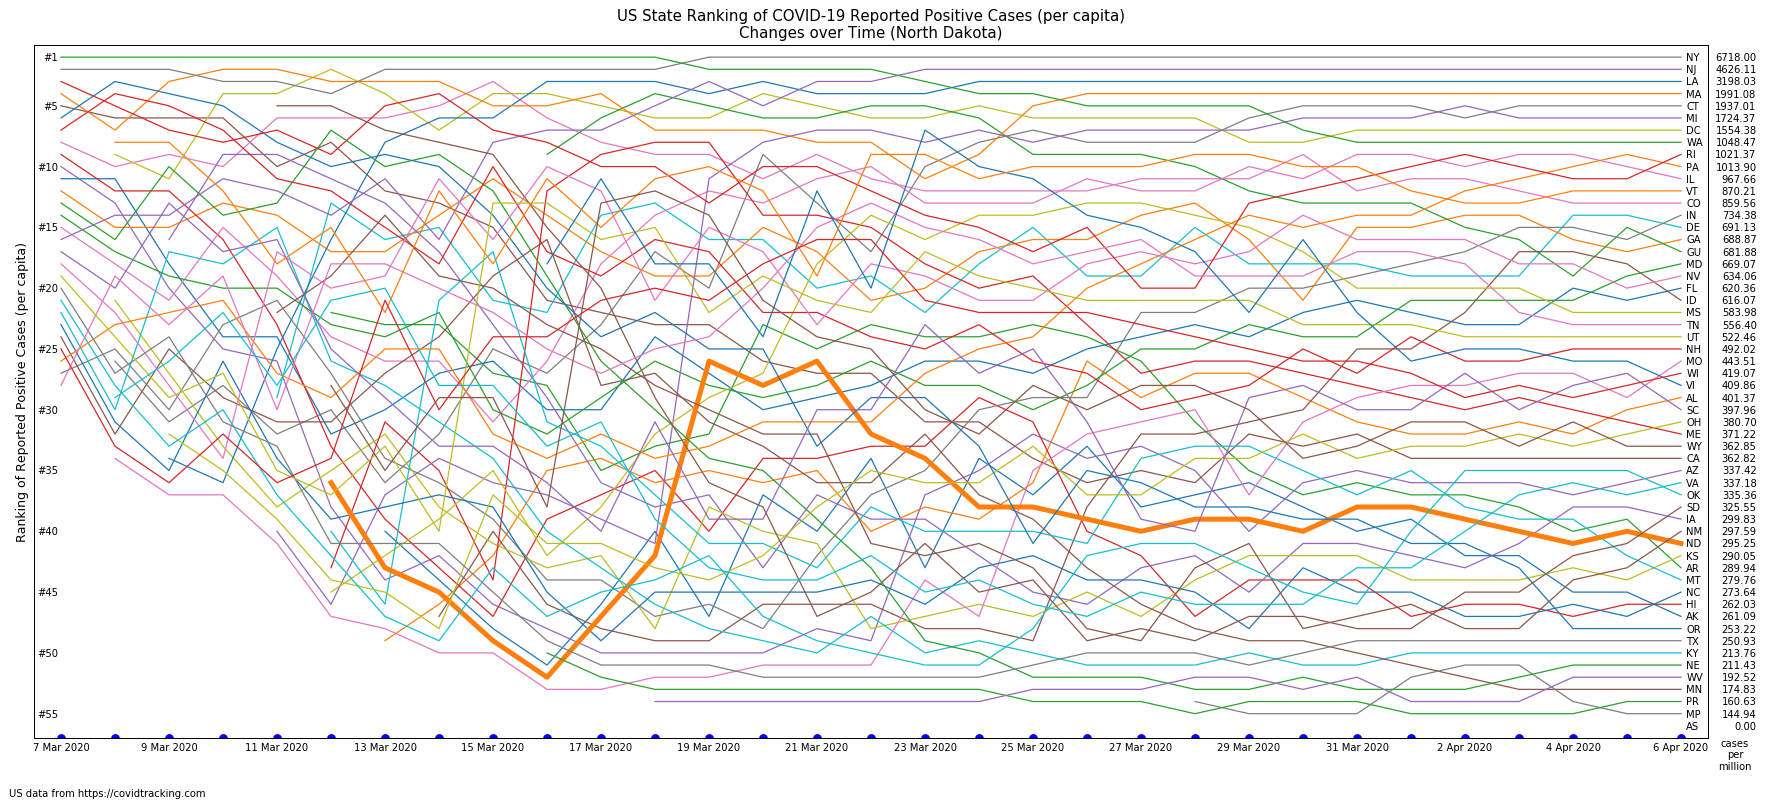 US State Ranking of COVID-19 Reported Positive Cases (per capita)
Changes over Time (North Dakota)
Ranking of Reported Positive Cases (per capita)
#1
#5
#10
#15
#20
#25
#30
#35
#40
#45
#50
#55
NY 6718.00
NJ 4626.11
LA 3198.03
MA 1991.08
CT 1937.01
MI 1724.37
DC 1554.38
WA 1048.47
RI 1021.37
PA 1013.90
IL 967.66
VT 870.21
CO 859.56
IN 734.38
DE 691.13
GA 688.87
GU 681.88
MD 669.07
NV 634.06
FL 620.36
ID 616.07
MS 583.98
TN 556.40
UT 522.46
NH 492.02
MO 443.51
WI 419.07
VI 409.86
AL 401.37
SC 397.96
OH 380.70
ME 371.22
WY 362.85
CA 362.82
AZ 337.42
VA 337.18
OK 335.36
SD 325.55
IA 299.83
NM 297.59
ND 295.25
KS 290.05
AR 289.94
MT 279.76
NC 273.64
HI 262.03
AK 261.09
OR 253.22
TX 250.93
KY 213.76
NE 211.43
WV 192.52
MN 174.83
PR 160.63
MP 144.94
AS 0.00
7 Mar 2020 9 Mar 2020 11 Mar 2020 13 Mar 2020 15 Mar 2020 17 Mar 2020 19 Mar 2020 21 Mar 2020 23 Mar 2020 25 Mar 2020 27 Mar 2020 29 Mar 2020 31 Mar 2020 2 Apr 2020 4 Apr 2020 6 Apr 2020
cases
per
million
US data from https://covidtracking.com